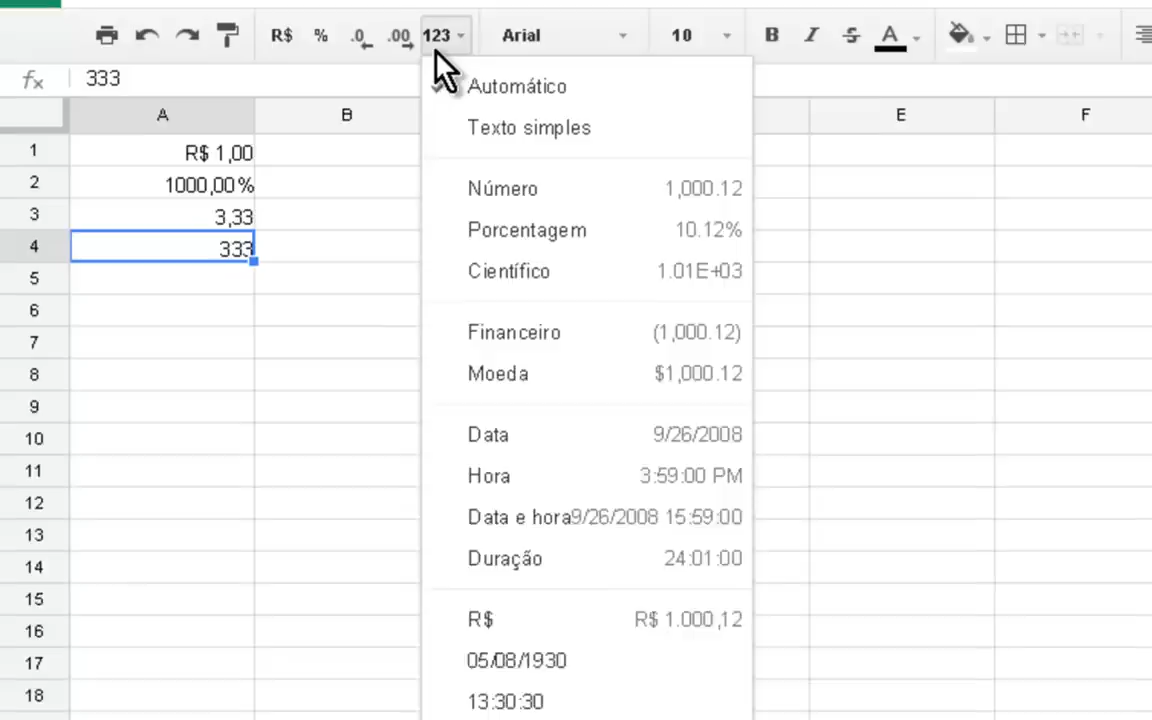 R$ % .0 .00 123 Arial 10 B I S A
fx 333
A B E F
1 R$ 1,00
2 1000,00%
3 3,33
4 333
5
6
7
8
9
10
11
12
13
14
15
16
17
18
Automático
Texto simples
Número 1,000.12
Porcentagem 10.12%
Científico 1.01E+03
Financeiro (1,000.12)
Moeda $1,000.12
Data 9/26/2008
Hora 3:59:00 PM
Data e hora 9/26/2008 15:59:00
Duração 24:01:00
R$ R$ 1.000,12
05/08/1930
13:30:30